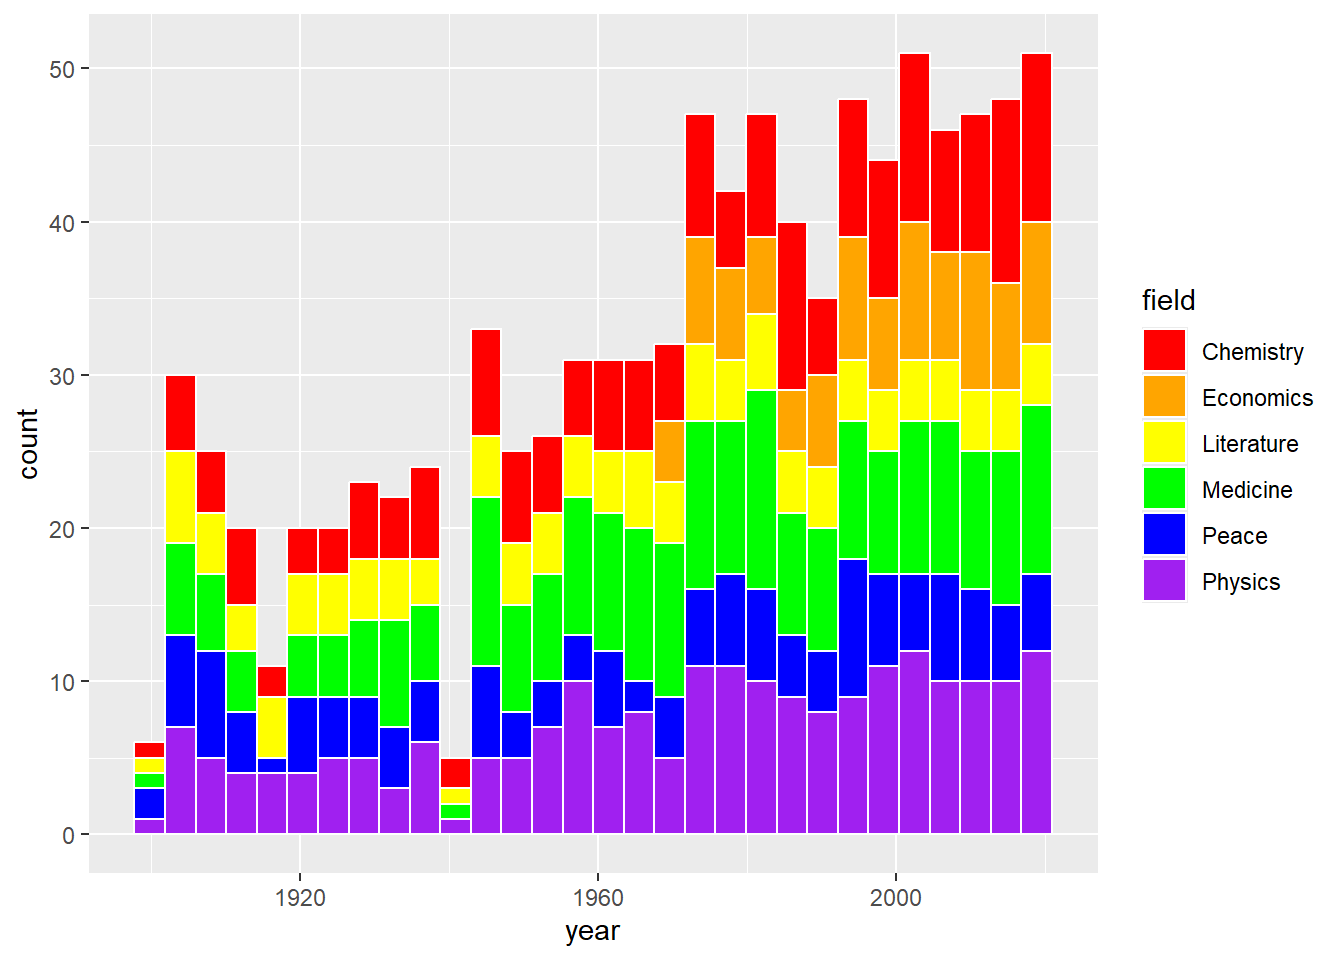 50
40
30
20
10
0
count
1920
1960
2000
year
field
Chemistry
Economics
Literature
Medicine
Peace
Physics